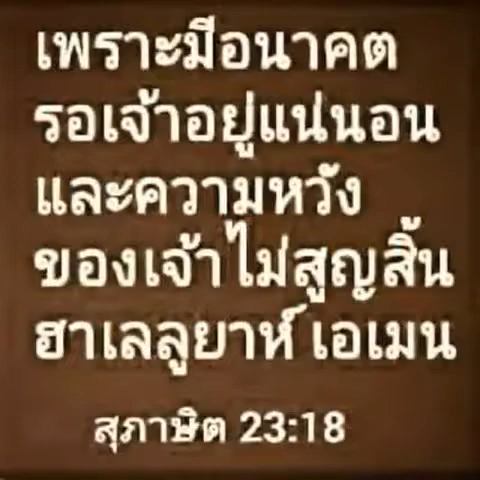 เพราะมีอนาคต
รอเจ้าอยู่แน่นอน
และความหวัง
ของเจ้าไม่สูญสิ้น
ฮาเลลูยาห์ เอเมน
สุภาษิต 23:18